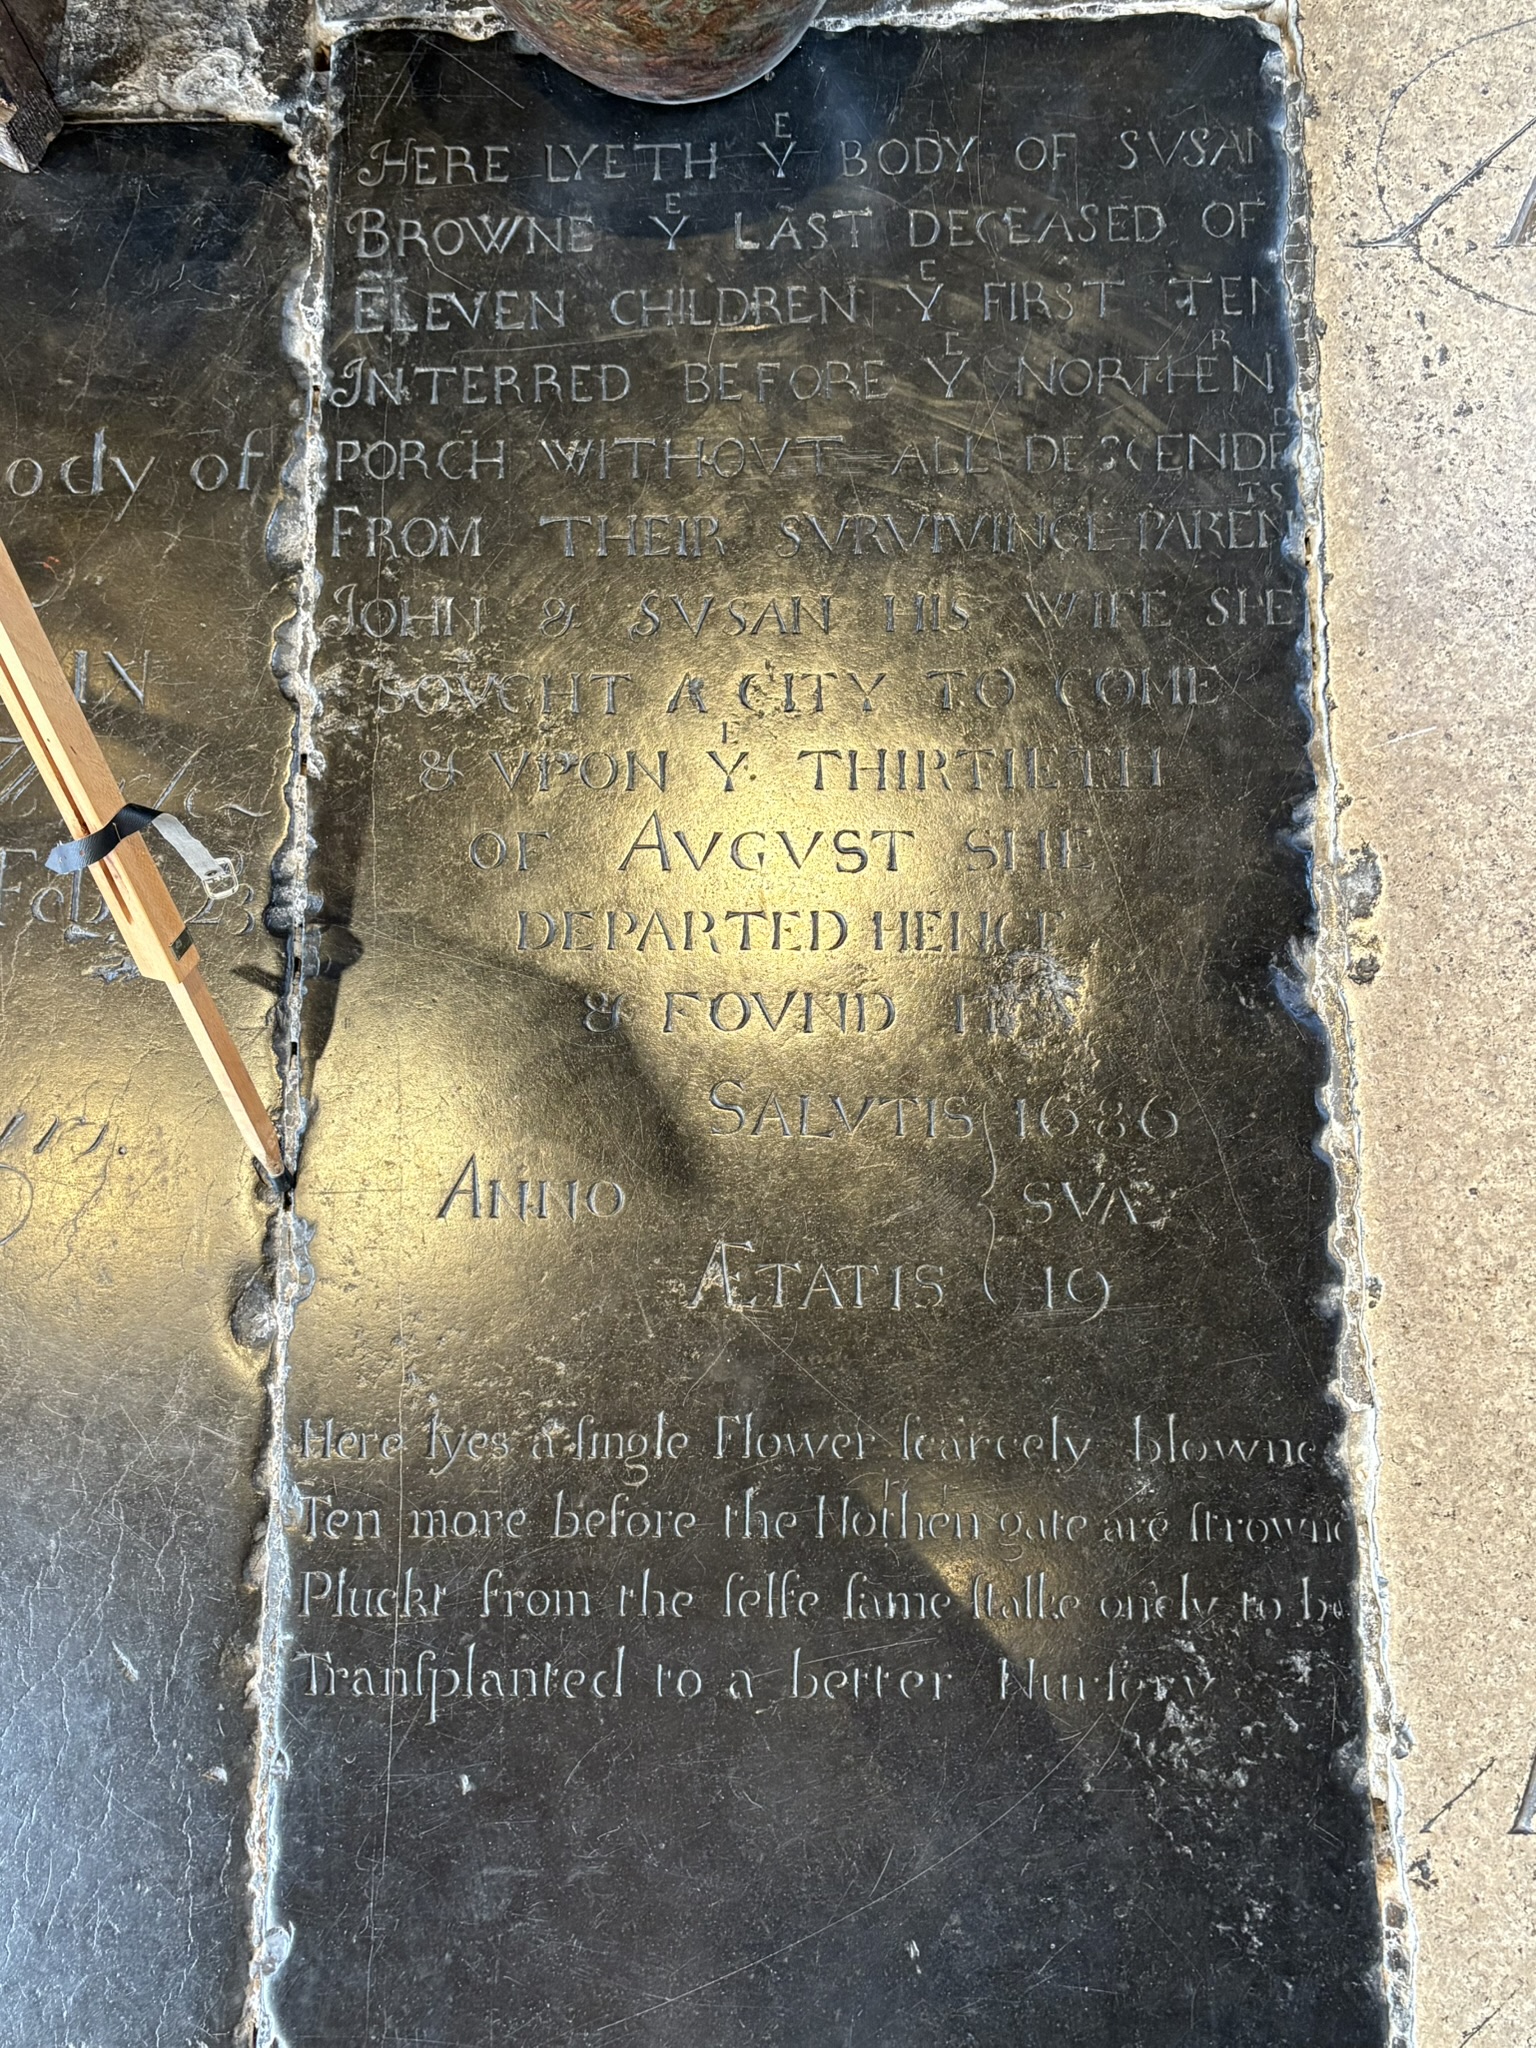 HERE LYETH Yᴱ BODY OF SVSAN
BROWNE Yᴱ LAST DECEASED OF
ELEVEN CHILDREN Yᴱ FIRST TEN
INTERRED BEFORE Yᴱ NORTHEᴿN
PORCH WITHOVT ALL DESCENDEᴰ
FROM THEIR SVRVIVINGE PARENᵀˢ
JOHN & SVSAN HIS WIFE SHE
SOVGHT A CITY TO COME
& VPON Yᴱ THIRTIETH
OF AVGVST SHE
DEPARTED HENCE
& FOVND
SALVTIS 1686
ANNO SVA
ÆTATIS 19
Here lyes a ſingle Flower ſcarcely blowne
Ten more before the Nothern gate are ſtrowne
Pluckt from the ſelfe ſame ſtalke onely to be
Tranſplanted to a better Nurſery
ody of
Feb 23